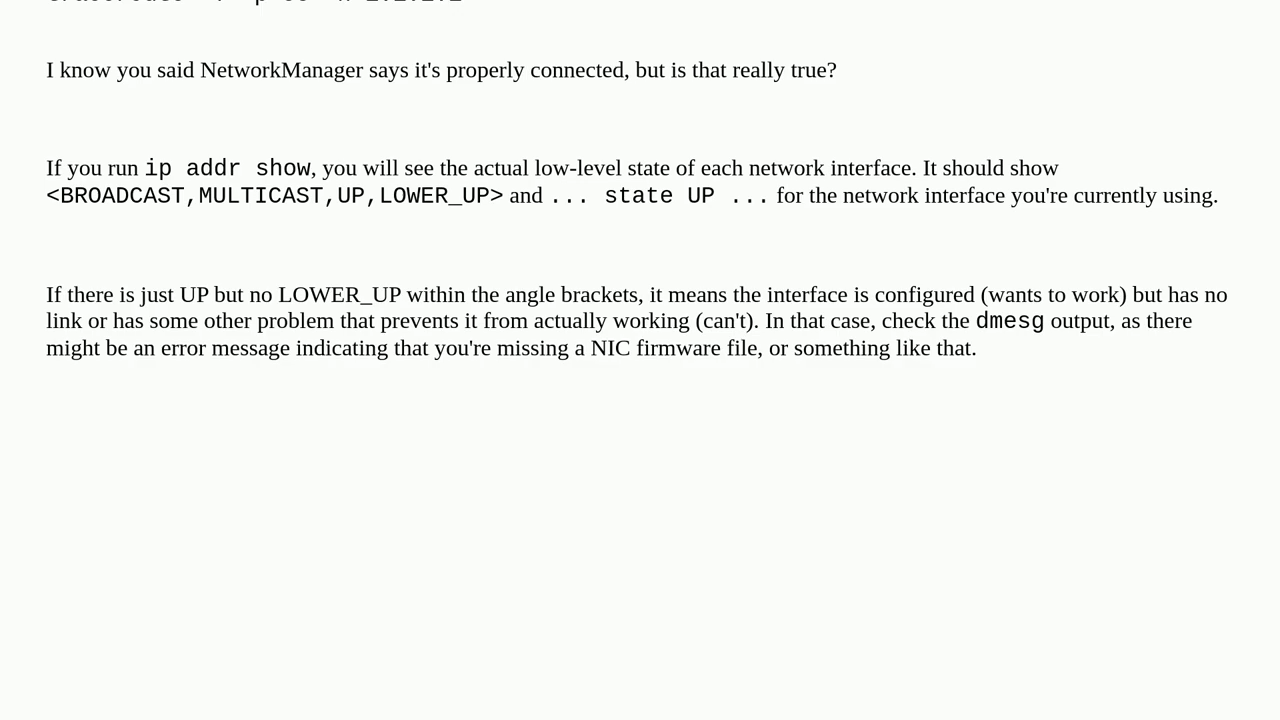 I know you said NetworkManager says it's properly connected, but is that really true?
If you run ip addr show, you will see the actual low-level state of each network interface. It should show
<BROADCAST,MULTICAST,UP,LOWER_UP> and ... state UP ... for the network interface you're currently using.
If there is just UP but no LOWER_UP within the angle brackets, it means the interface is configured (wants to work) but has no
link or has some other problem that prevents it from actually working (can't). In that case, check the dmesg output, as there
might be an error message indicating that you're missing a NIC firmware file, or something like that.